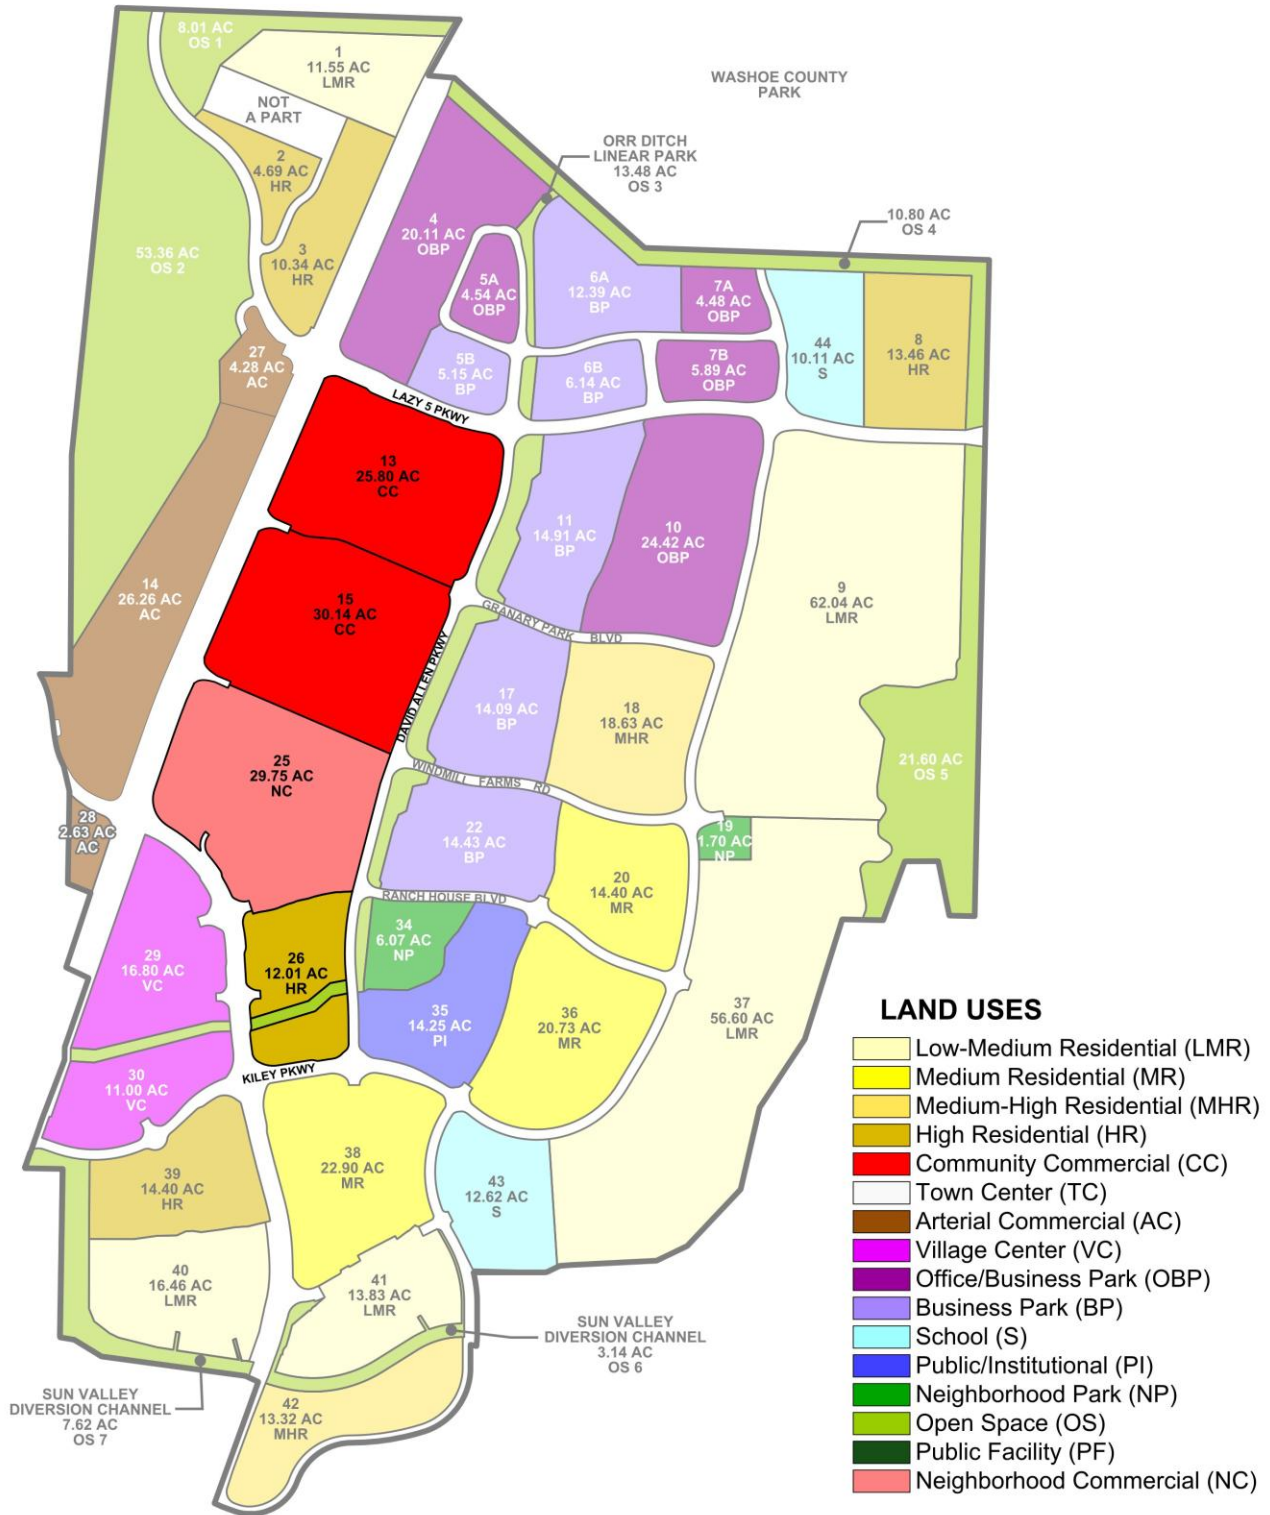 8.01 AC
OS 1
1
11.55 AC
LMR
WASHOE COUNTY
PARK
NOT
A PART
ORR DITCH
LINEAR PARK
13.48 AC
OS 3
2
4.69 AC
HR
10.80 AC
OS 4
4
20.11 AC
OBP
53.36 AC
OS 2
3
10.34 AC
HR
5A
4.54 AC
OBP
6A
12.39 AC
BP
7A
4.48 AC
OBP
44
10.11 AC
S
8
13.46 AC
HR
27
4.28 AC
AC
5B
5.15 AC
BP
6B
6.14 AC
BP
7B
5.89 AC
OBP
LAZY 5 PKWY
13
25.80 AC
CC
11
14.91 AC
BP
10
24.42 AC
OBP
14
26.26 AC
AC
15
30.14 AC
CC
9
62.04 AC
LMR
GRANARY PARK BLVD
DAVID ALLEN PKWY
17
14.09 AC
BP
18
18.63 AC
MHR
25
29.75 AC
NC
21.60 AC
OS 5
WINDMILL FARMS RD
28
2.63 AC
AC
22
14.43 AC
BP
19
1.70 AC
NP
20
14.40 AC
MR
RANCH HOUSE BLVD
34
6.07 AC
NP
29
16.80 AC
VC
26
12.01 AC
HR
35
14.25 AC
PI
36
20.73 AC
MR
37
56.60 AC
LMR
30
11.00 AC
VC
KILEY PKWY
38
22.90 AC
MR
39
14.40 AC
HR
43
12.62 AC
S
40
16.46 AC
LMR
41
13.83 AC
LMR
SUN VALLEY
DIVERSION CHANNEL
3.14 AC
OS 6
SUN VALLEY
DIVERSION CHANNEL
7.62 AC
OS 7
42
13.32 AC
MHR
LAND USES
Low-Medium Residential (LMR)
Medium Residential (MR)
Medium-High Residential (MHR)
High Residential (HR)
Community Commercial (CC)
Town Center (TC)
Arterial Commercial (AC)
Village Center (VC)
Office/Business Park (OBP)
Business Park (BP)
School (S)
Public/Institutional (PI)
Neighborhood Park (NP)
Open Space (OS)
Public Facility (PF)
Neighborhood Commercial (NC)